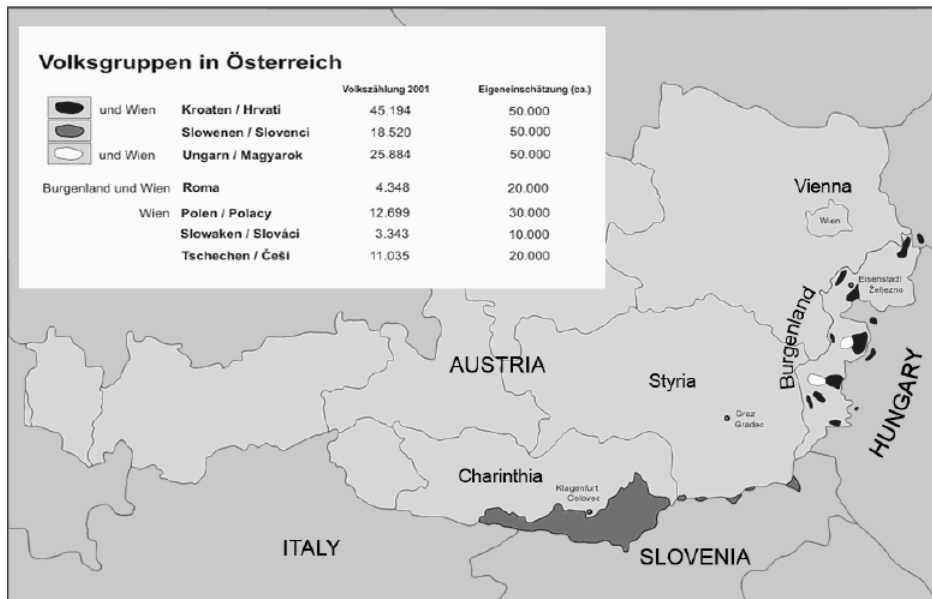 Volksgruppen in Österreich
Volkszählung 2001 Eigeneinschätzung (ca.)
und Wien Kroaten / Hrvati 45.194 50.000
Slowenen / Slovenci 18.520 50.000
und Wien Ungarn / Magyarok 25.884 50.000
Burgenland und Wien Roma 4.348 20.000
Wien Polen / Polacy 12.699 30.000
Slowaken / Slováci 3.343 10.000
Tschechen / Češi 11.035 20.000
Vienna
Wien
Eisenstadt
Željezno
Burgenland
AUSTRIA
Styria
HUNGARY
Graz
Gradec
Charinthia
Klagenfurt
Celovec
ITALY
SLOVENIA